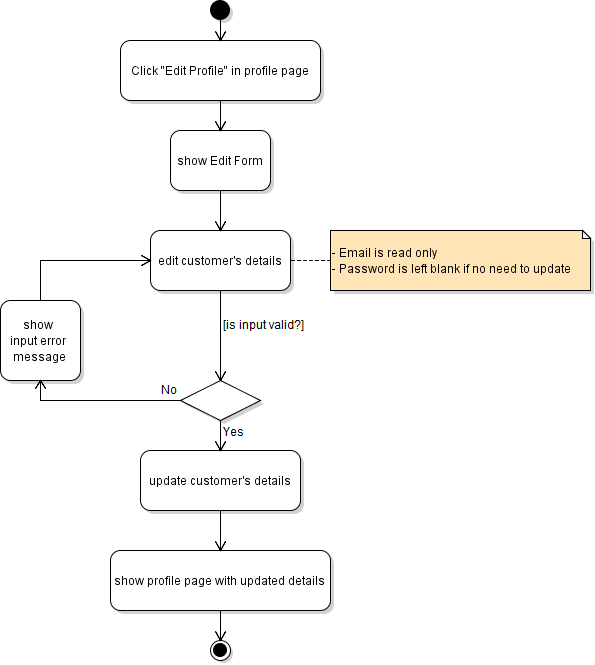 Click "Edit Profile" in profile page
show Edit Form
edit customer's details
- Email is read only
- Password is left blank if no need to update
[is input valid?]
show
input error
message
No
Yes
update customer's details
show profile page with updated details